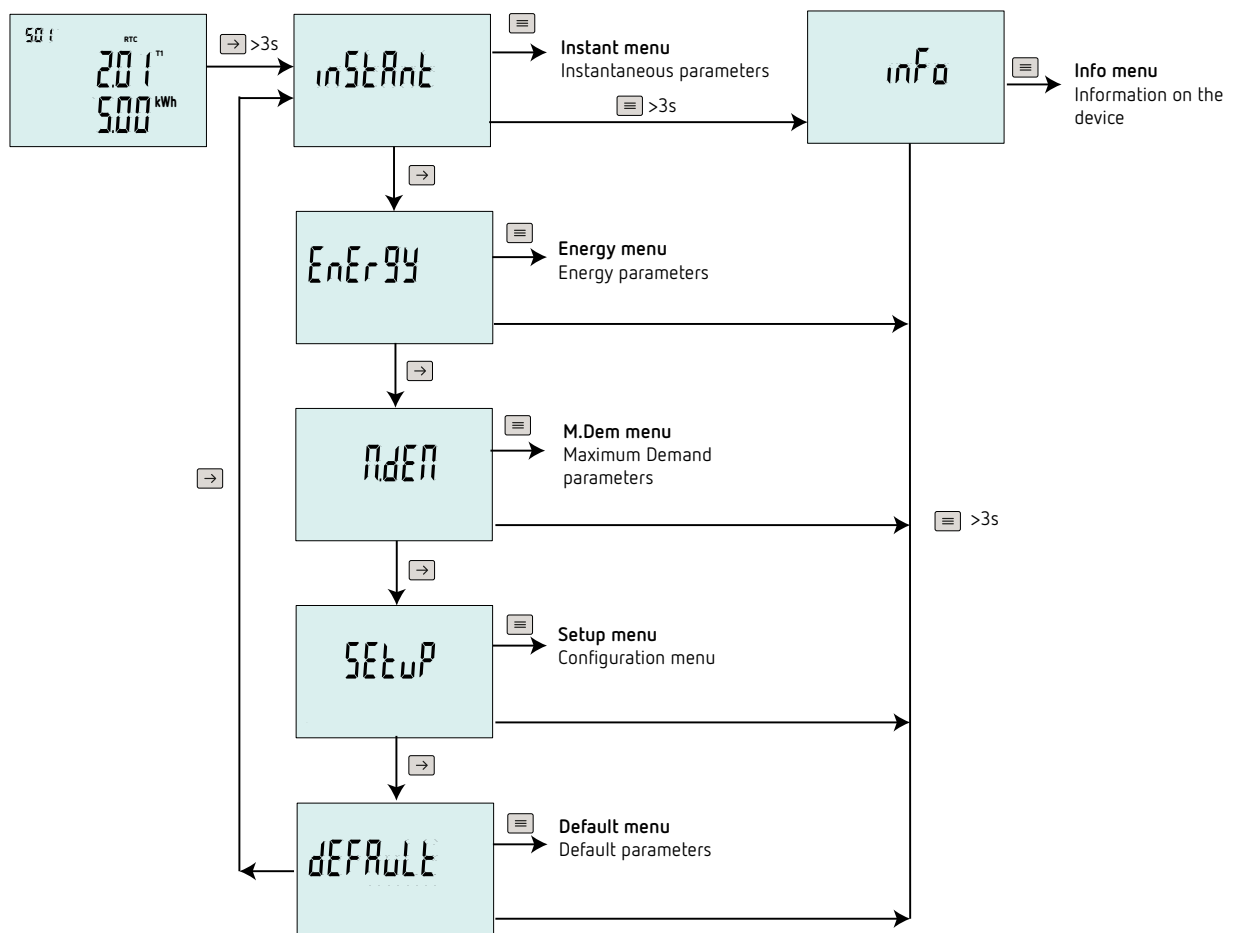 501
RTC
2.01 T1
5.00 kWh
→ >3s
inStAnt
≡
Instant menu
Instantaneous parameters
≡ >3s
inFo
≡
Info menu
Information on the
device
→
EnErgy
≡
Energy menu
Energy parameters
→
M.dEM
≡
M.Dem menu
Maximum Demand
parameters
→
≡ >3s
→
SEtuP
≡
Setup menu
Configuration menu
→
dEFAuLt
≡
Default menu
Default parameters